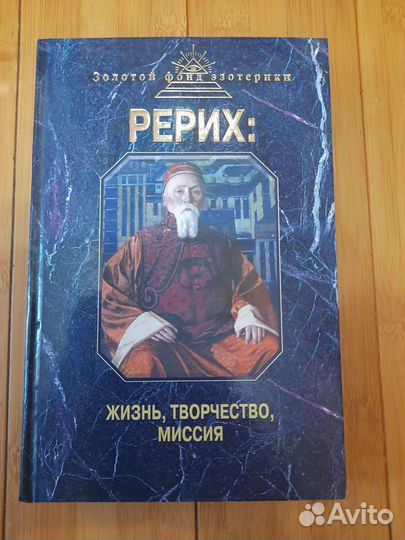 Золотой фонд эзотерики
РЕРИХ:
ЖИЗНЬ, ТВОРЧЕСТВО,
МИССИЯ
Avito